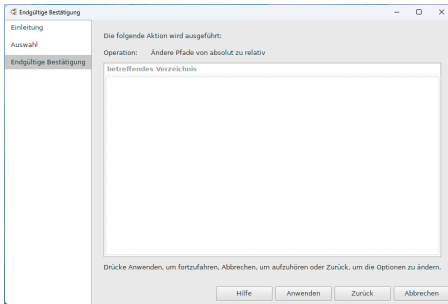 Endgültige Bestätigung
Einleitung
Auswahl
Endgültige Bestätigung
Die folgende Aktion wird ausgeführt:
Operation: Ändere Pfade von absolut zu relativ
betreffendes Verzeichnis
Drücke Anwenden, um fortzufahren, Abbrechen, um aufzuhören oder Zurück, um die Optionen zu ändern.
Hilfe Anwenden Zurück Abbrechen